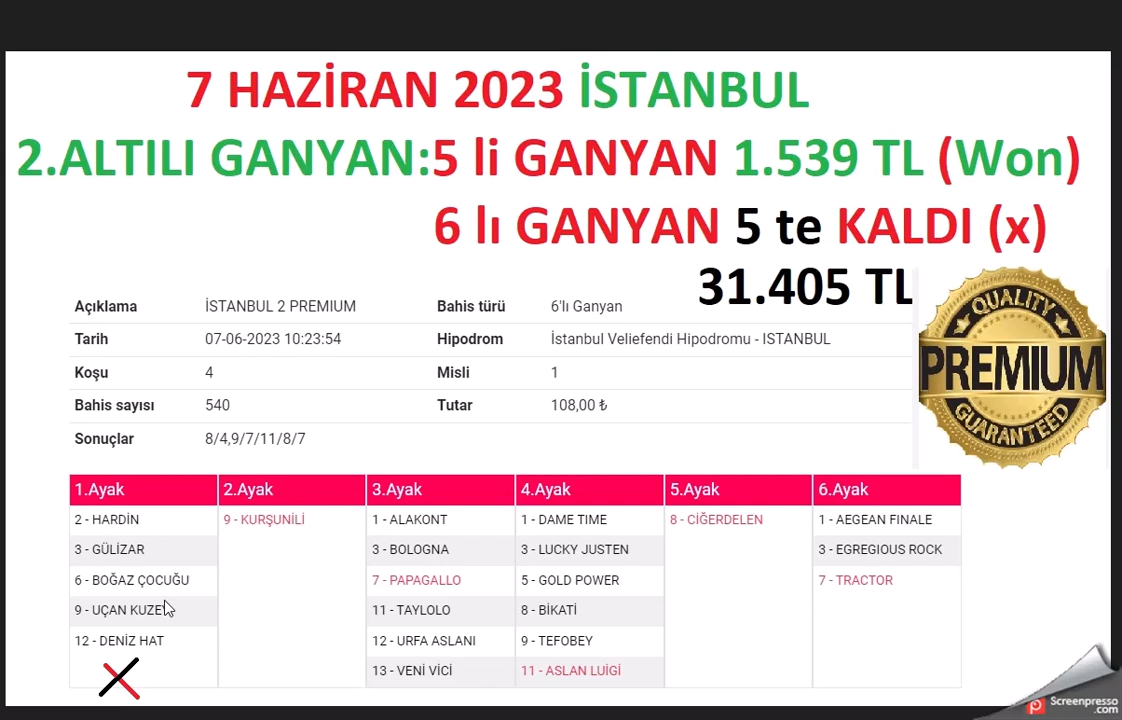 7 HAZİRAN 2023 İSTANBUL
2.ALTILI GANYAN:5 li GANYAN 1.539 TL (Won)
6 lı GANYAN 5 te KALDI (x)
31.405 TL
Açıklama İSTANBUL 2 PREMIUM Bahis türü 6'lı Ganyan
Tarih 07-06-2023 10:23:54 Hipodrom İstanbul Veliefendi Hipodromu - ISTANBUL
Koşu 4 Misli 1
Bahis sayısı 540 Tutar 108,00 ₺
Sonuçlar 8/4,9/7/11/8/7
QUALITY
PREMIUM
GUARANTEED
1.Ayak 2.Ayak 3.Ayak 4.Ayak 5.Ayak 6.Ayak
2 - HARDİN 9 - KURŞUNİLİ 1 - ALAKONT 1 - DAME TIME 8 - CİĞERDELEN 1 - AEGEAN FINALE
3 - GÜLİZAR 3 - BOLOGNA 3 - LUCKY JUSTEN 3 - EGREGIOUS ROCK
6 - BOĞAZ ÇOCUĞU 7 - PAPAGALLO 5 - GOLD POWER 7 - TRACTOR
9 - UÇAN KUZEY 11 - TAYLOLO 8 - BİKATİ
12 - DENİZ HAT 12 - URFA ASLANI 9 - TEFOBEY
13 - VENİ VİCİ 11 - ASLAN LUİGİ
Screenpresso
.com